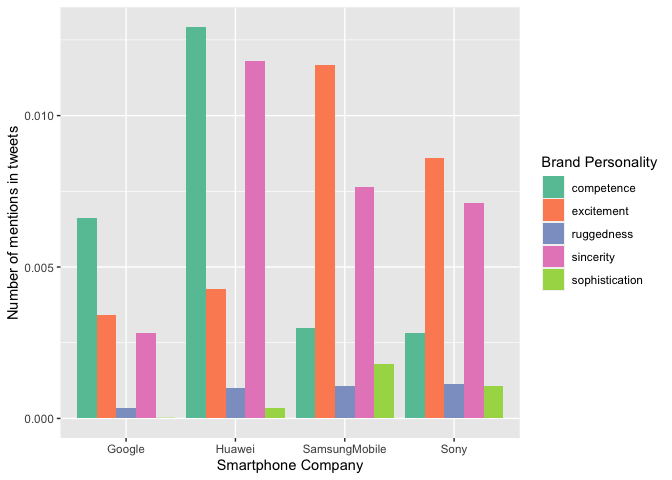 Number of mentions in tweets
0.010
0.005
0.000
Google Huawei SamsungMobile Sony
Smartphone Company
Brand Personality
competence
excitement
ruggedness
sincerity
sophistication